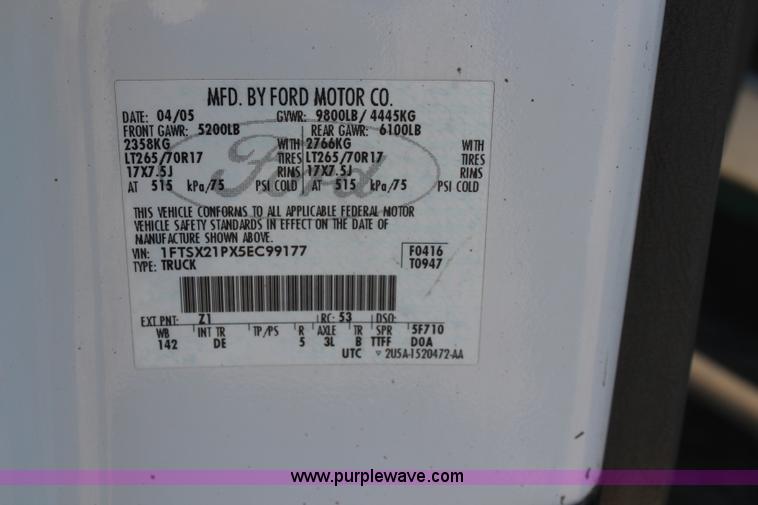 MFD. BY FORD MOTOR CO.
DATE: 04/05 GVWR: 9800LB/ 4445KG
FRONT GAWR: 5200LB REAR GAWR: 6100LB
2358KG WITH 2766KG WITH
LT265/70R17 TIRES LT265/70R17 TIRES
17X7.5J RIMS 17X7.5J RIMS
AT 515 kPa/75 PSI COLD AT 515 kPa/75 PSI COLD
Ford
THIS VEHICLE CONFORMS TO ALL APPLICABLE FEDERAL MOTOR
VEHICLE SAFETY STANDARDS IN EFFECT ON THE DATE OF
MANUFACTURE SHOWN ABOVE.
VIN: 1FTSX21PX5EC99177 F0416
TYPE: TRUCK T0947
EXT PNT: Z1 RC: 53 DSO:
WB INT TR TP/PS R AXLE TR SPR 5F710
142 DE 5 3L B TTFF D0A
UTC ▽ 2U5A-1520472-AA
www.purplewave.com